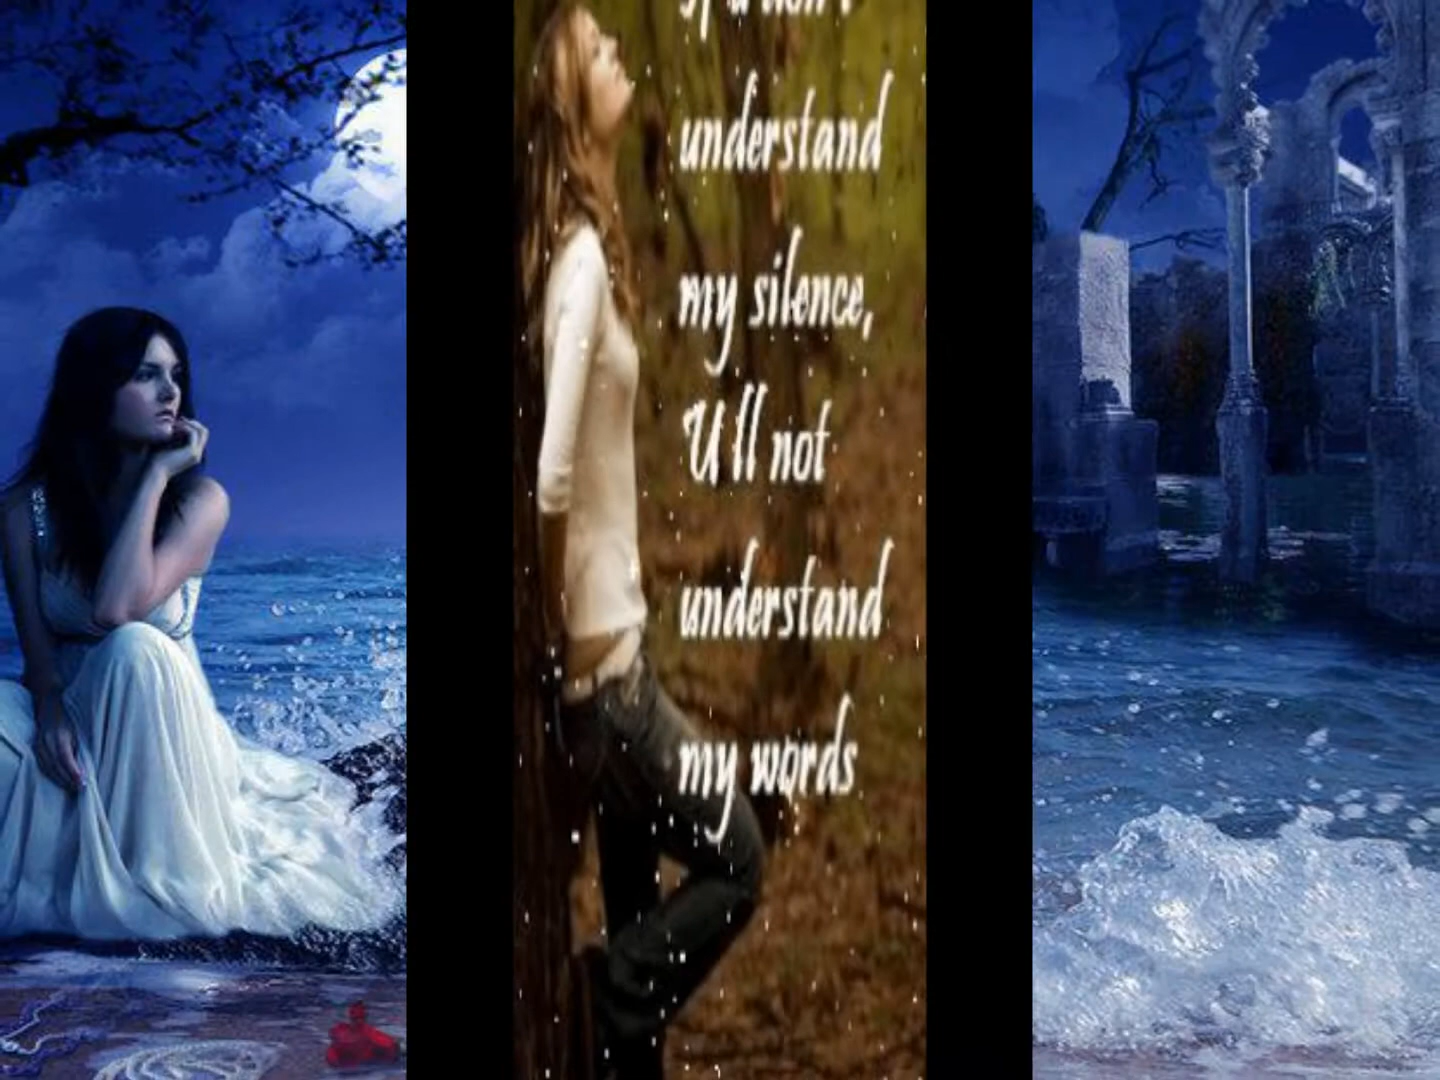 understand
my silence,
U'll not
understand
my words